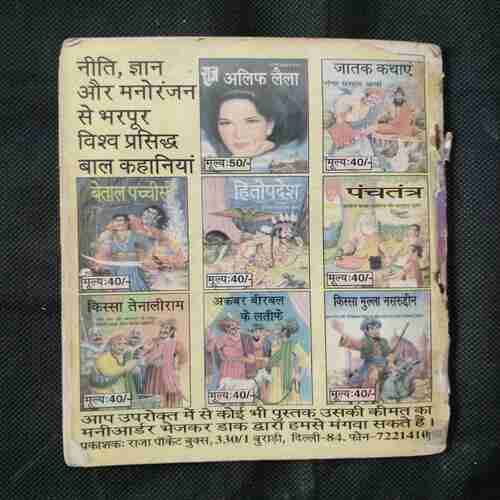 नीति, ज्ञान
और मनोरंजन
से भरपूर
विश्व प्रसिद्ध
बाल कहानियां
राज
अलिफ लैला
मूल्य:50/-
जातक कथाएं
मूल्य:40/-
बेताल पच्चीसी
मूल्य:40/-
हितोपदेश
मूल्य:40/-
पंचतंत्र
मूल्य:40/-
किस्सा तेनालीराम
मूल्य:40/-
अकबर बीरबल
के लतीफे
मूल्य:40/-
किस्सा मुल्ला नसरुद्दीन
मूल्य:40/-
आप उपरोक्त में से कोई भी पुस्तक उसकी कीमत का
मनीआर्डर भेजकर डाक द्वारा हमसे मंगवा सकते हैं।
प्रकाशक: राजा पॉकेट बुक्स, 330/1 बुराड़ी, दिल्ली-84. फोन-7221410